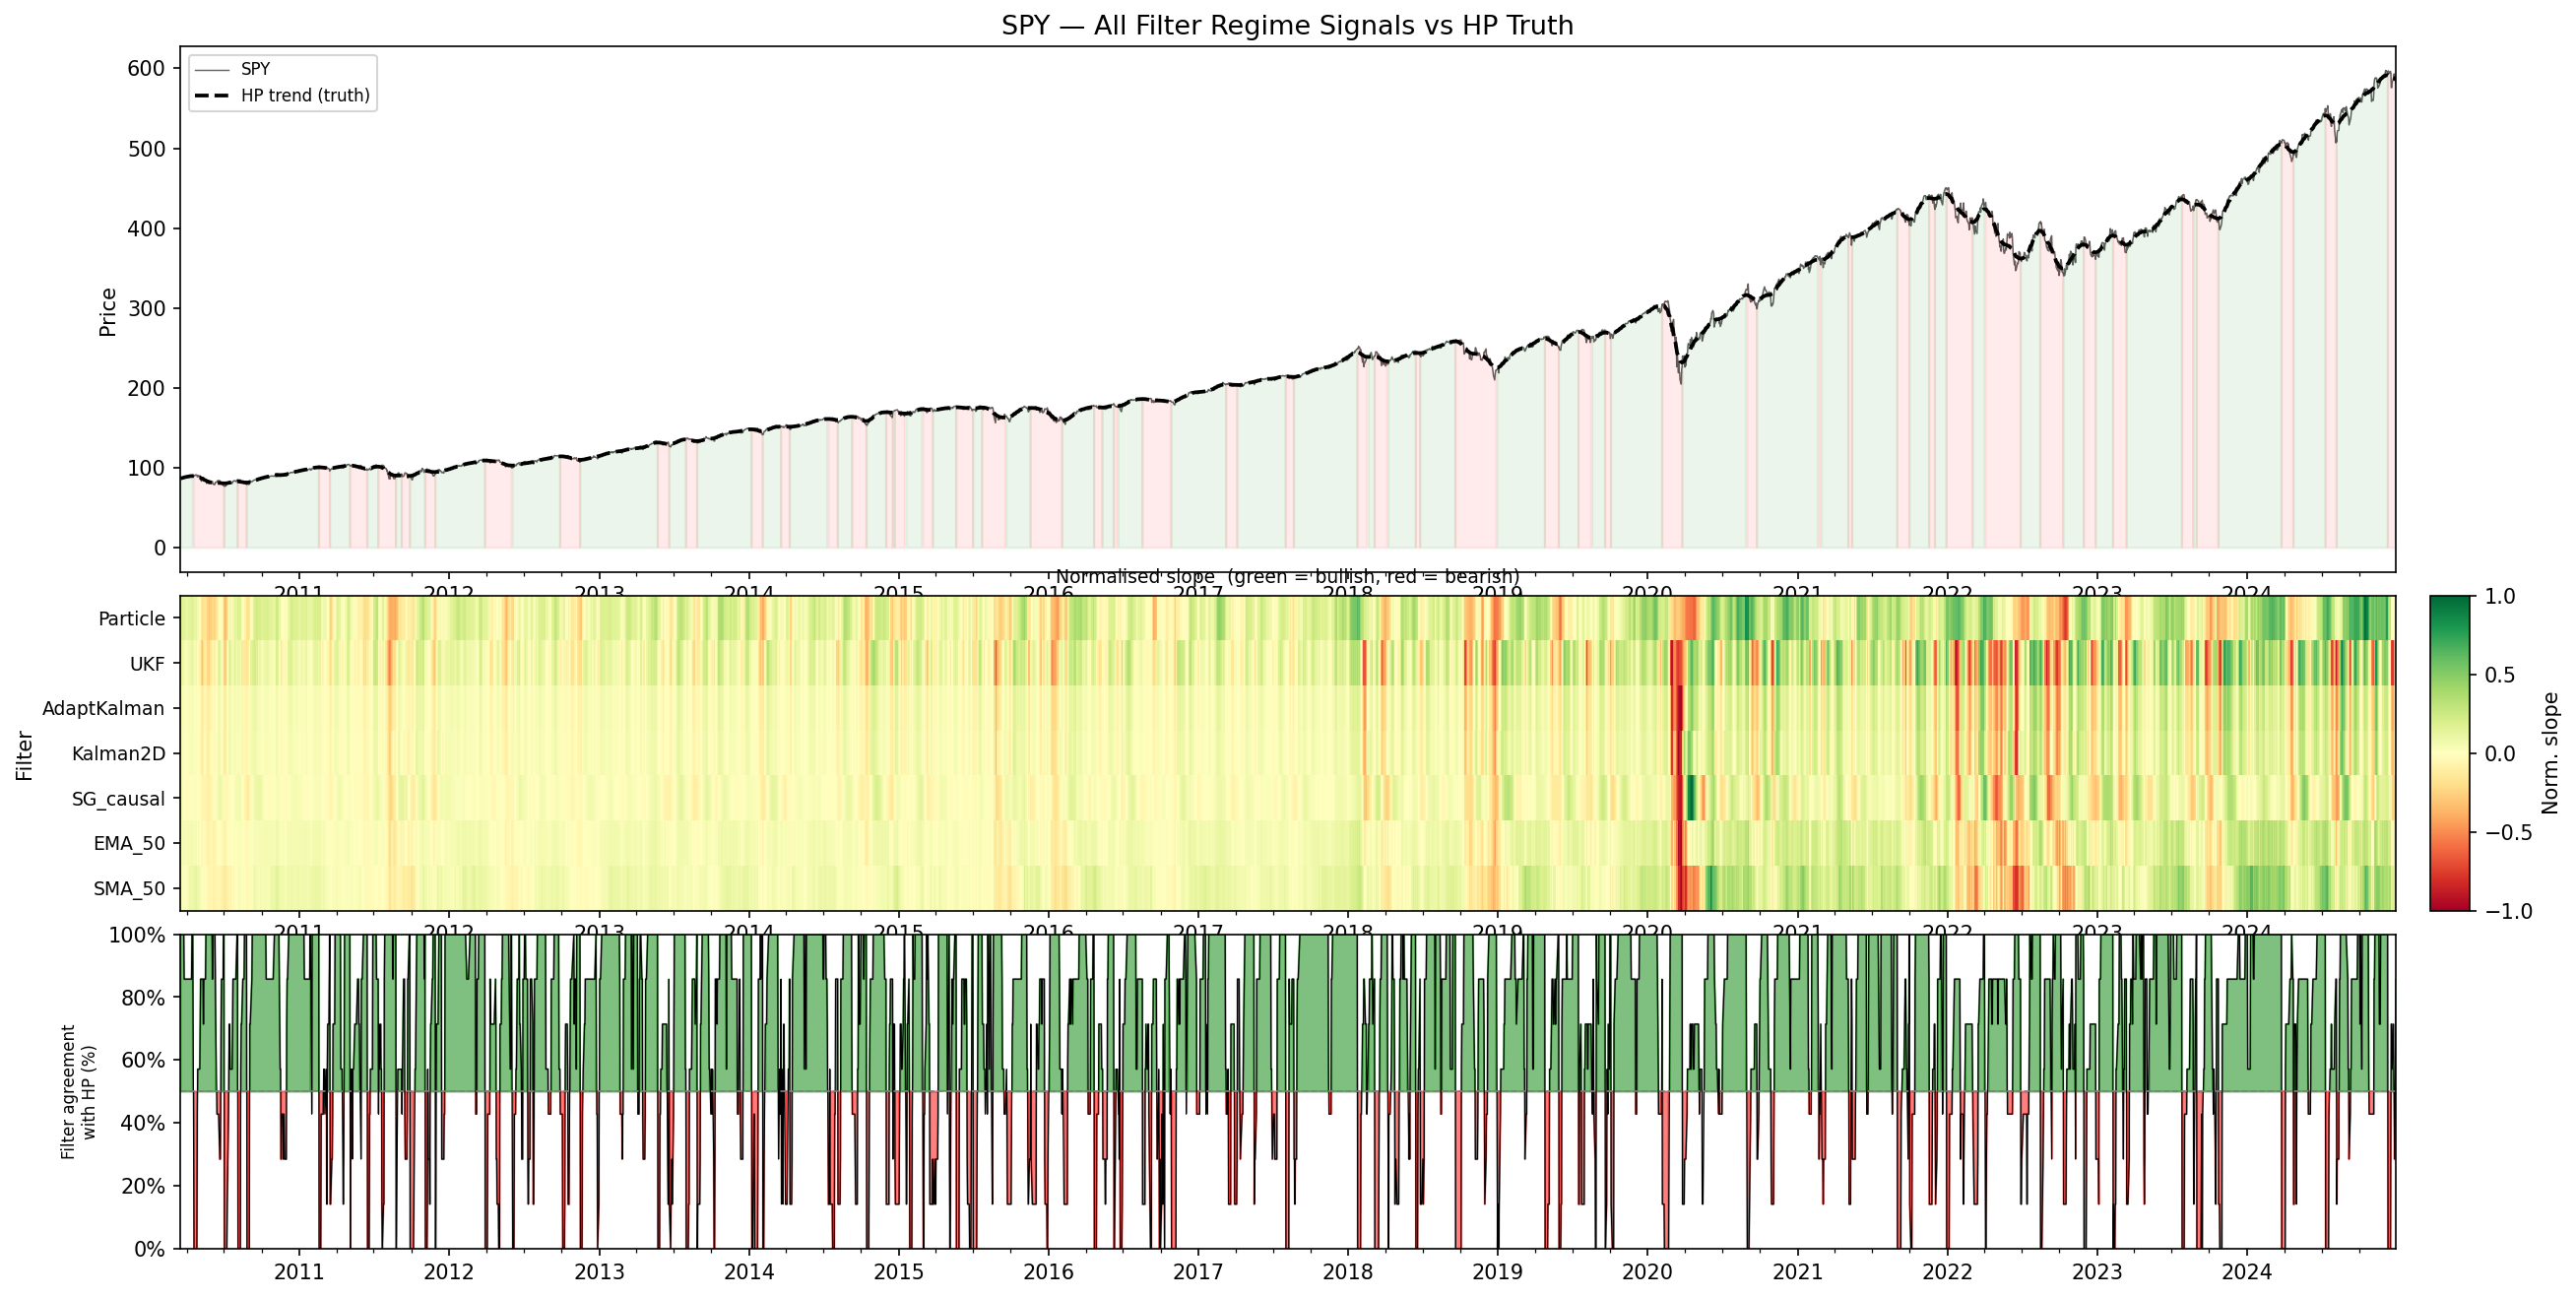 SPY — All Filter Regime Signals vs HP Truth
600
500
400
300
200
100
0
Price
SPY
HP trend (truth)
2011 2012 2013 2014 2015 2016 2017 2018 2019 2020 2021 2022 2023 2024
Normalised slope (green = bullish, red = bearish)
Filter
Particle
UKF
AdaptKalman
Kalman2D
SG_causal
EMA_50
SMA_50
1.0
0.5
0.0
−0.5
−1.0
Norm. slope
2011 2012 2013 2014 2015 2016 2017 2018 2019 2020 2021 2022 2023 2024
100%
80%
60%
40%
20%
0%
Filter agreement
with HP (%)
2011 2012 2013 2014 2015 2016 2017 2018 2019 2020 2021 2022 2023 2024